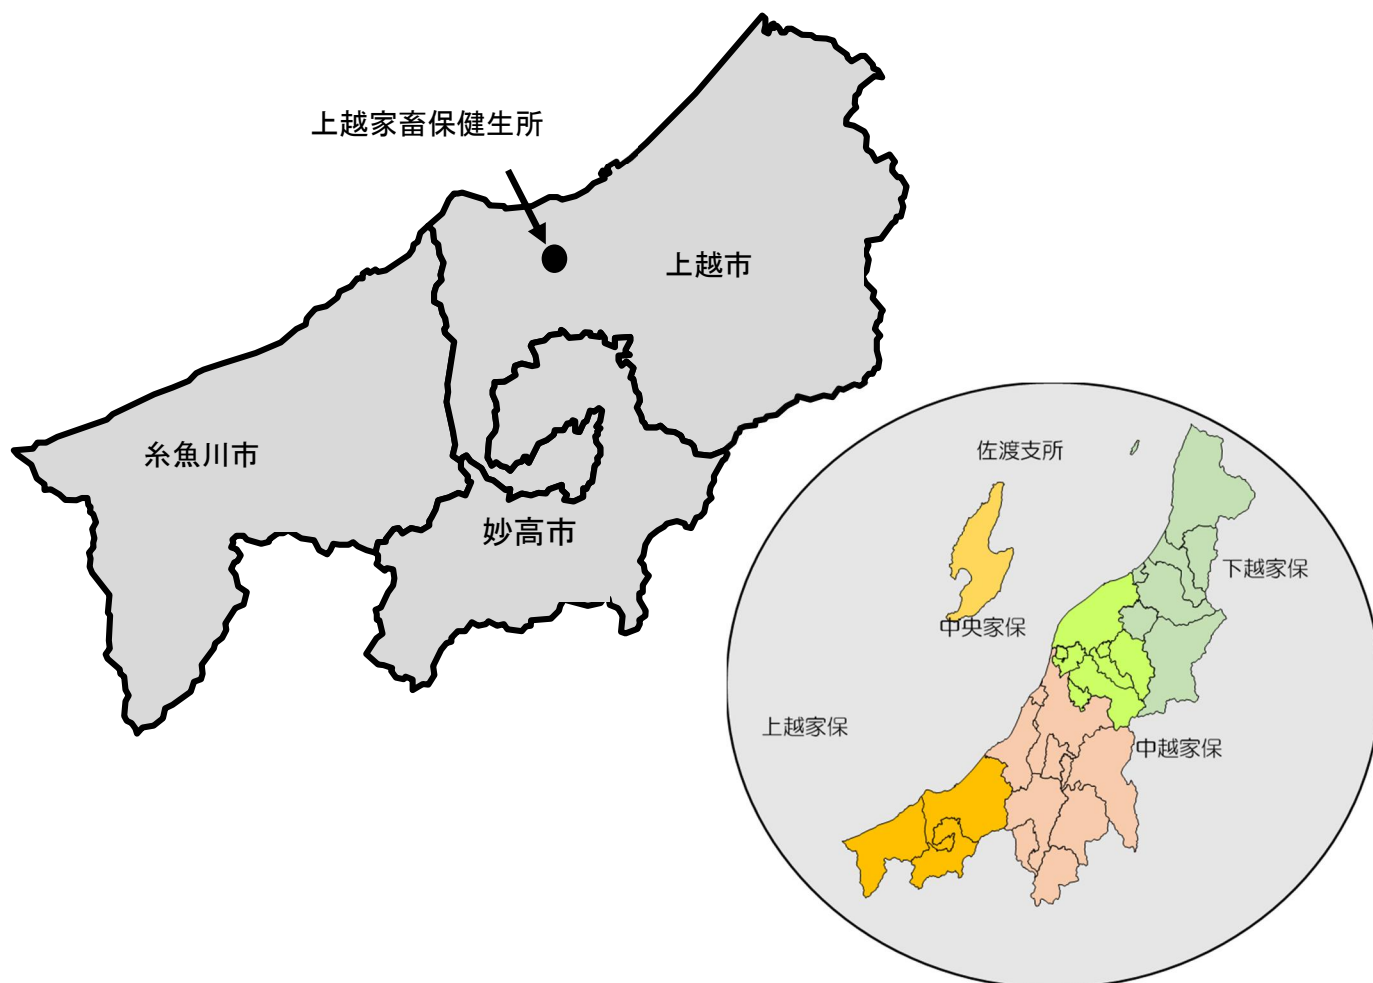 上越家畜保健生所
上越市
糸魚川市
妙高市
佐渡支所
下越家保
中央家保
上越家保
中越家保